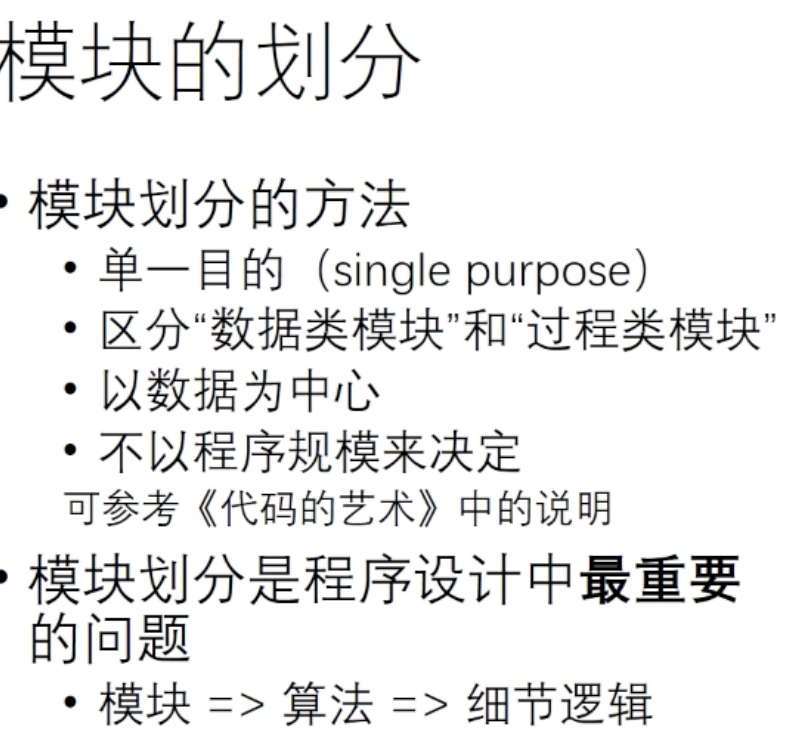 模块的划分
• 模块划分的方法
• 单一目的（single purpose）
• 区分“数据类模块”和“过程类模块”
• 以数据为中心
• 不以程序规模来决定
可参考《代码的艺术》中的说明
• 模块划分是程序设计中最重要
的问题
• 模块 => 算法 => 细节逻辑